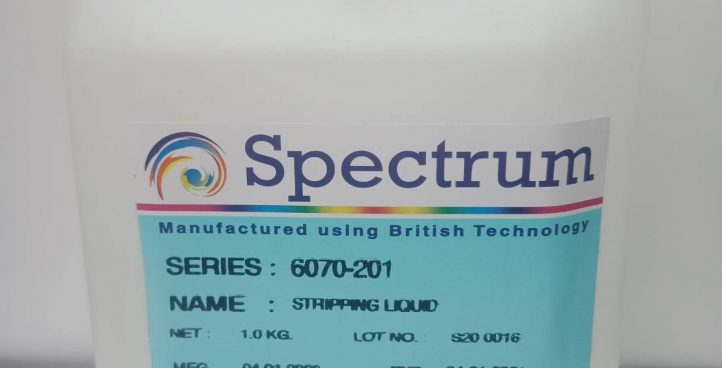 Spectrum
Manufactured using British Technology
SERIES : 6070-201
NAME : STRIPPING LIQUID
NET : 1.0 KG. LOT NO. : S20 0016